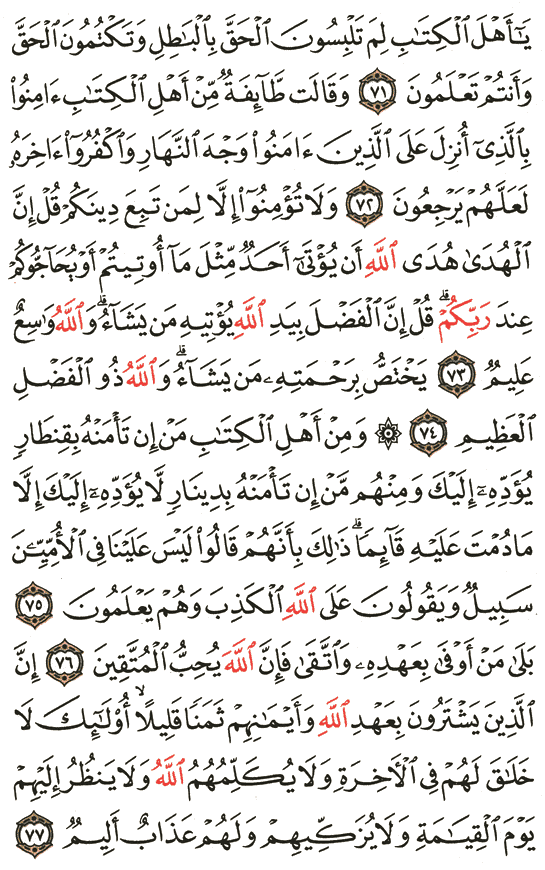 يَٰٓأَهۡلَ ٱلۡكِتَٰبِ لِمَ تَلۡبِسُونَ ٱلۡحَقَّ بِٱلۡبَٰطِلِ وَتَكۡتُمُونَ ٱلۡحَقَّ
وَأَنتُمۡ تَعۡلَمُونَ ٧١ وَقَالَت طَّآئِفَةٞ مِّنۡ أَهۡلِ ٱلۡكِتَٰبِ ءَامِنُواْ
بِٱلَّذِيٓ أُنزِلَ عَلَى ٱلَّذِينَ ءَامَنُواْ وَجۡهَ ٱلنَّهَارِ وَٱكۡفُرُوٓاْ ءَاخِرَهُۥ
لَعَلَّهُمۡ يَرۡجِعُونَ ٧٢ وَلَا تُؤۡمِنُوٓاْ إِلَّا لِمَن تَبِعَ دِينَكُمۡ قُلۡ إِنَّ
ٱلۡهُدَىٰ هُدَى ٱللَّهِ أَن يُؤۡتَىٰٓ أَحَدٞ مِّثۡلَ مَآ أُوتِيتُمۡ أَوۡ يُحَآجُّوكُمۡ
عِندَ رَبِّكُمۡۗ قُلۡ إِنَّ ٱلۡفَضۡلَ بِيَدِ ٱللَّهِ يُؤۡتِيهِ مَن يَشَآءُۗ وَٱللَّهُ وَٰسِعٌ
عَلِيمٞ ٧٣ يَخۡتَصُّ بِرَحۡمَتِهِۦ مَن يَشَآءُۗ وَٱللَّهُ ذُو ٱلۡفَضۡلِ
ٱلۡعَظِيمِ ٧٤ ۞ وَمِنۡ أَهۡلِ ٱلۡكِتَٰبِ مَنۡ إِن تَأۡمَنۡهُ بِقِنطَارٖ
يُؤَدِّهِۦٓ إِلَيۡكَ وَمِنۡهُم مَّنۡ إِن تَأۡمَنۡهُ بِدِينَارٖ لَّا يُؤَدِّهِۦٓ إِلَيۡكَ إِلَّا
مَا دُمۡتَ عَلَيۡهِ قَآئِمٗاۗ ذَٰلِكَ بِأَنَّهُمۡ قَالُواْ لَيۡسَ عَلَيۡنَا فِي ٱلۡأُمِّيِّـۧنَ
سَبِيلٞ وَيَقُولُونَ عَلَى ٱللَّهِ ٱلۡكَذِبَ وَهُمۡ يَعۡلَمُونَ ٧٥
بَلَىٰ مَنۡ أَوۡفَىٰ بِعَهۡدِهِۦ وَٱتَّقَىٰ فَإِنَّ ٱللَّهَ يُحِبُّ ٱلۡمُتَّقِينَ ٧٦ إِنَّ
ٱلَّذِينَ يَشۡتَرُونَ بِعَهۡدِ ٱللَّهِ وَأَيۡمَٰنِهِمۡ ثَمَنٗا قَلِيلًاۙ أُوْلَٰٓئِكَ لَا
خَلَٰقَ لَهُمۡ فِي ٱلۡأٓخِرَةِ وَلَا يُكَلِّمُهُمُ ٱللَّهُ وَلَا يَنظُرُ إِلَيۡهِمۡ
يَوۡمَ ٱلۡقِيَٰمَةِ وَلَا يُزَكِّيهِمۡ وَلَهُمۡ عَذَابٌ أَلِيمٞ ٧٧